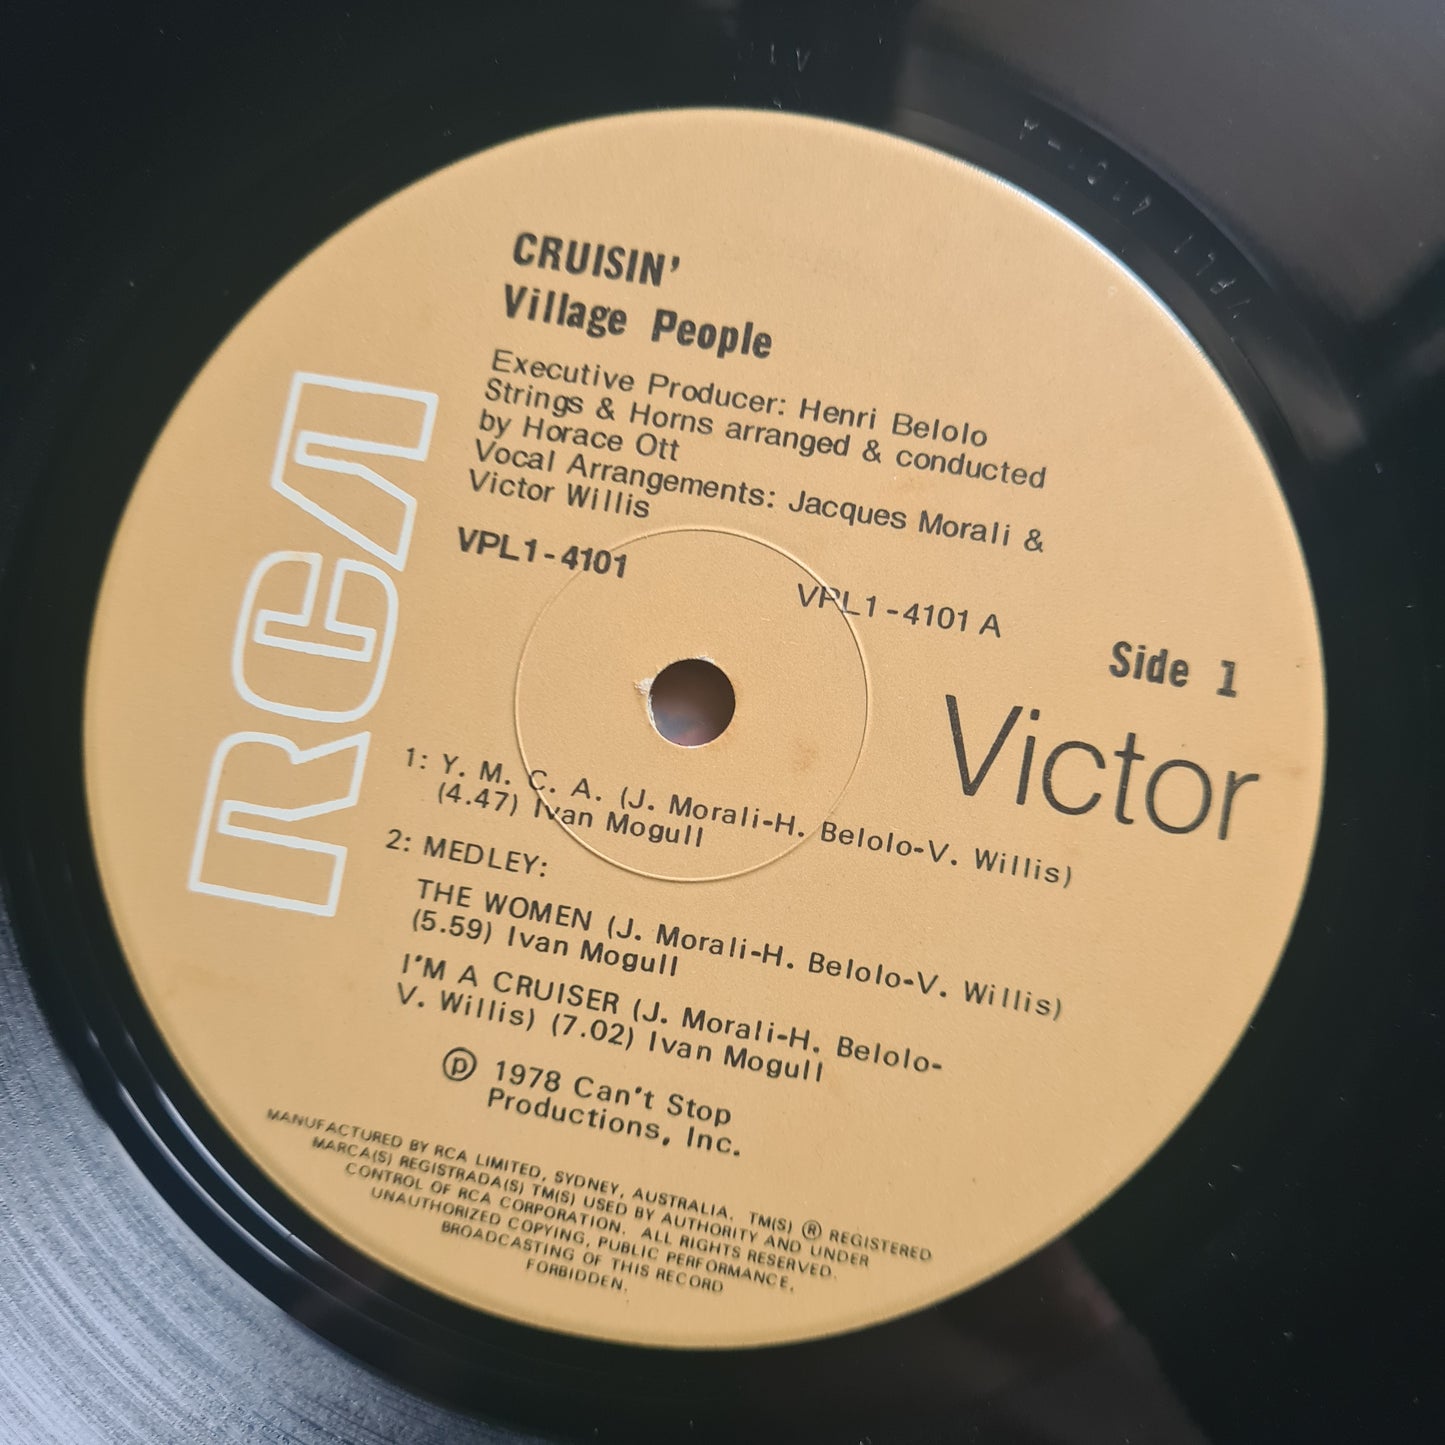 CRUISIN'
Village People
Executive Producer: Henri Belolo
Strings & Horns arranged & conducted
by Horace Ott
Vocal Arrangements: Jacques Morali &
Victor Willis
VPL1-4101
VPL1-4101 A
Side 1
RCA
Victor
1: Y. M. C. A. (J. Morali-H. Belolo-V. Willis)
(4.47) Ivan Mogull
2: MEDLEY:
THE WOMEN (J. Morali-H. Belolo-V. Willis)
(5.59) Ivan Mogull
I'M A CRUISER (J. Morali-H. Belolo-
V. Willis) (7.02) Ivan Mogull
Ⓟ 1978 Can't Stop
Productions, Inc.
MANUFACTURED BY RCA LIMITED, SYDNEY, AUSTRALIA. TM(S) ® REGISTERED
MARCA(S) REGISTRADA(S) TM(S) USED BY AUTHORITY AND UNDER
CONTROL OF RCA CORPORATION. ALL RIGHTS RESERVED.
UNAUTHORIZED COPYING, PUBLIC PERFORMANCE,
BROADCASTING OF THIS RECORD
FORBIDDEN.